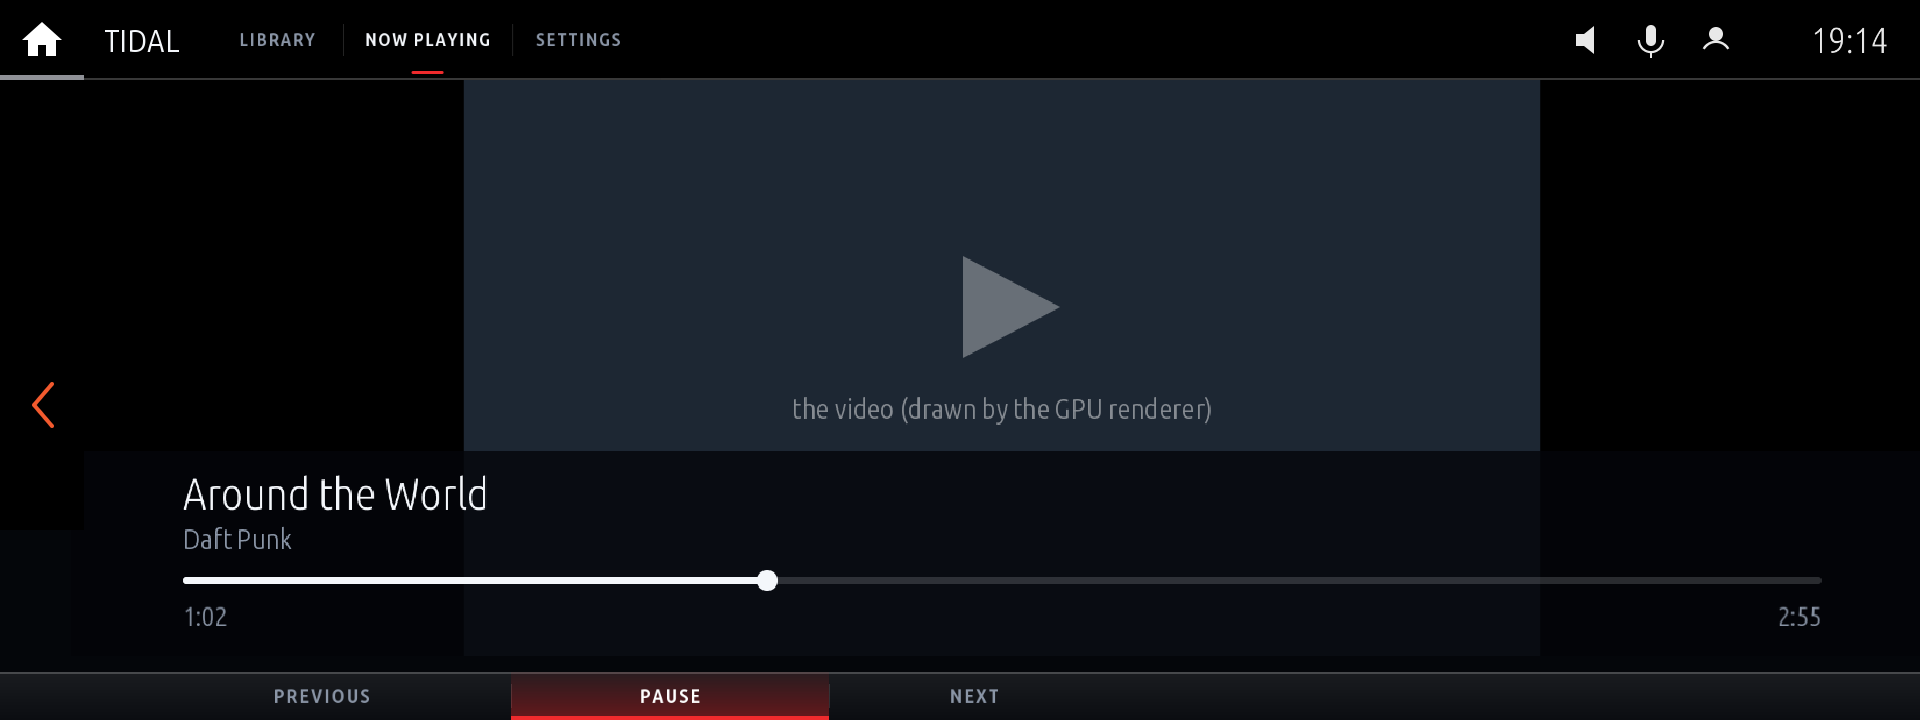 TIDAL
LIBRARY
NOW PLAYING
SETTINGS
19:14
the video (drawn by the GPU renderer)
Around the World
Daft Punk
1:02
2:55
PREVIOUS
PAUSE
NEXT